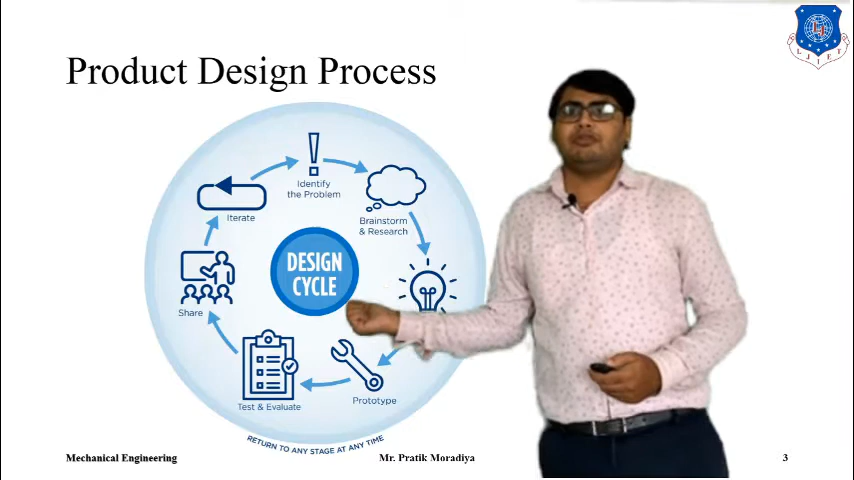 Product Design Process
Identify
the Problem
Brainstorm
& Research
Prototype
Test & Evaluate
Share
Iterate
DESIGN
CYCLE
RETURN TO ANY STAGE AT ANY TIME
LJIET
Mechanical Engineering
Mr. Pratik Moradiya
3